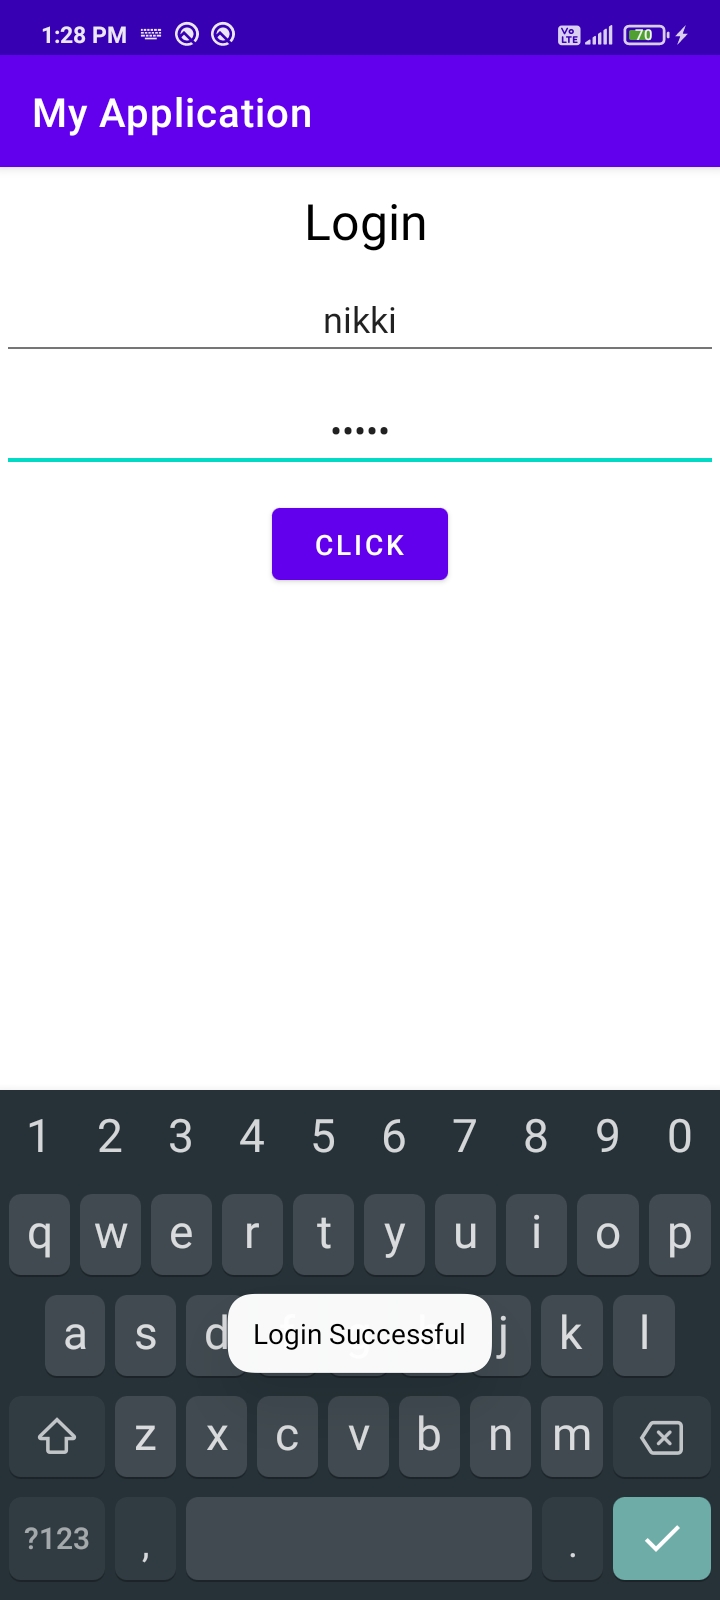 1:28 PM
Vo LTE
70
My Application
Login
nikki
•••••
CLICK
1 2 3 4 5 6 7 8 9 0
q w e r t y u i o p
a s d j k l
Login Successful
z x c v b n m
?123 , .